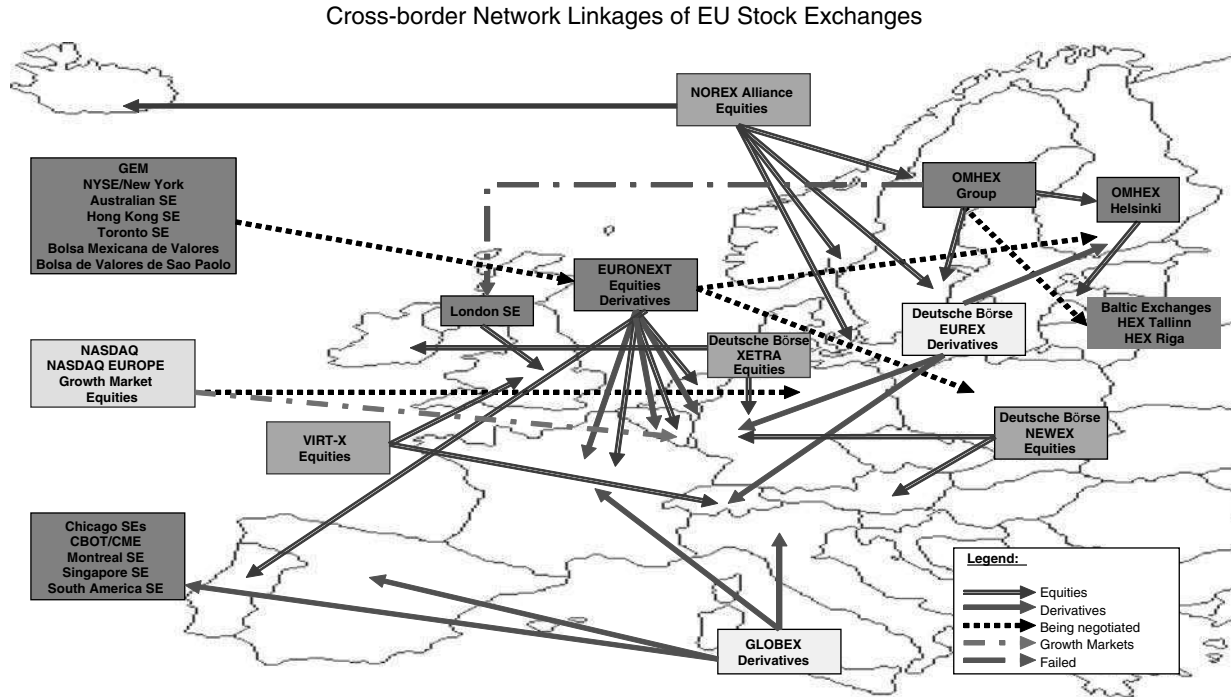 Cross-border Network Linkages of EU Stock Exchanges
NOREX Alliance
Equities
GEM
NYSE/New York
Australian SE
Hong Kong SE
Toronto SE
Bolsa Mexicana de Valores
Bolsa de Valores de Sao Paolo
OMHEX
Group
OMHEX
Helsinki
EURONEXT
Equities
Derivatives
London SE
Deutsche Börse
EUREX
Derivatives
Baltic Exchanges
HEX Tallinn
HEX Riga
Deutsche Börse
XETRA
Equities
NASDAQ
NASDAQ EUROPE
Growth Market
Equities
VIRT-X
Equities
Deutsche Börse
NEWEX
Equities
Chicago SEs
CBOT/CME
Montreal SE
Singapore SE
South America SE
GLOBEX
Derivatives
Legend:
Equities
Derivatives
Being negotiated
Growth Markets
Failed